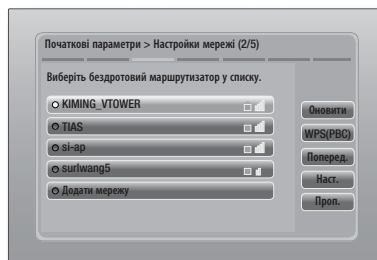 Початкові параметри > Настройки мережі (2/5)
Виберіть бездротовий маршрутизатор у списку.
KIMING_VTOWER
TIAS
si-ap
surlwang5
Додати мережу
Оновити
WPS(PBC)
Поперед.
Наст.
Проп.